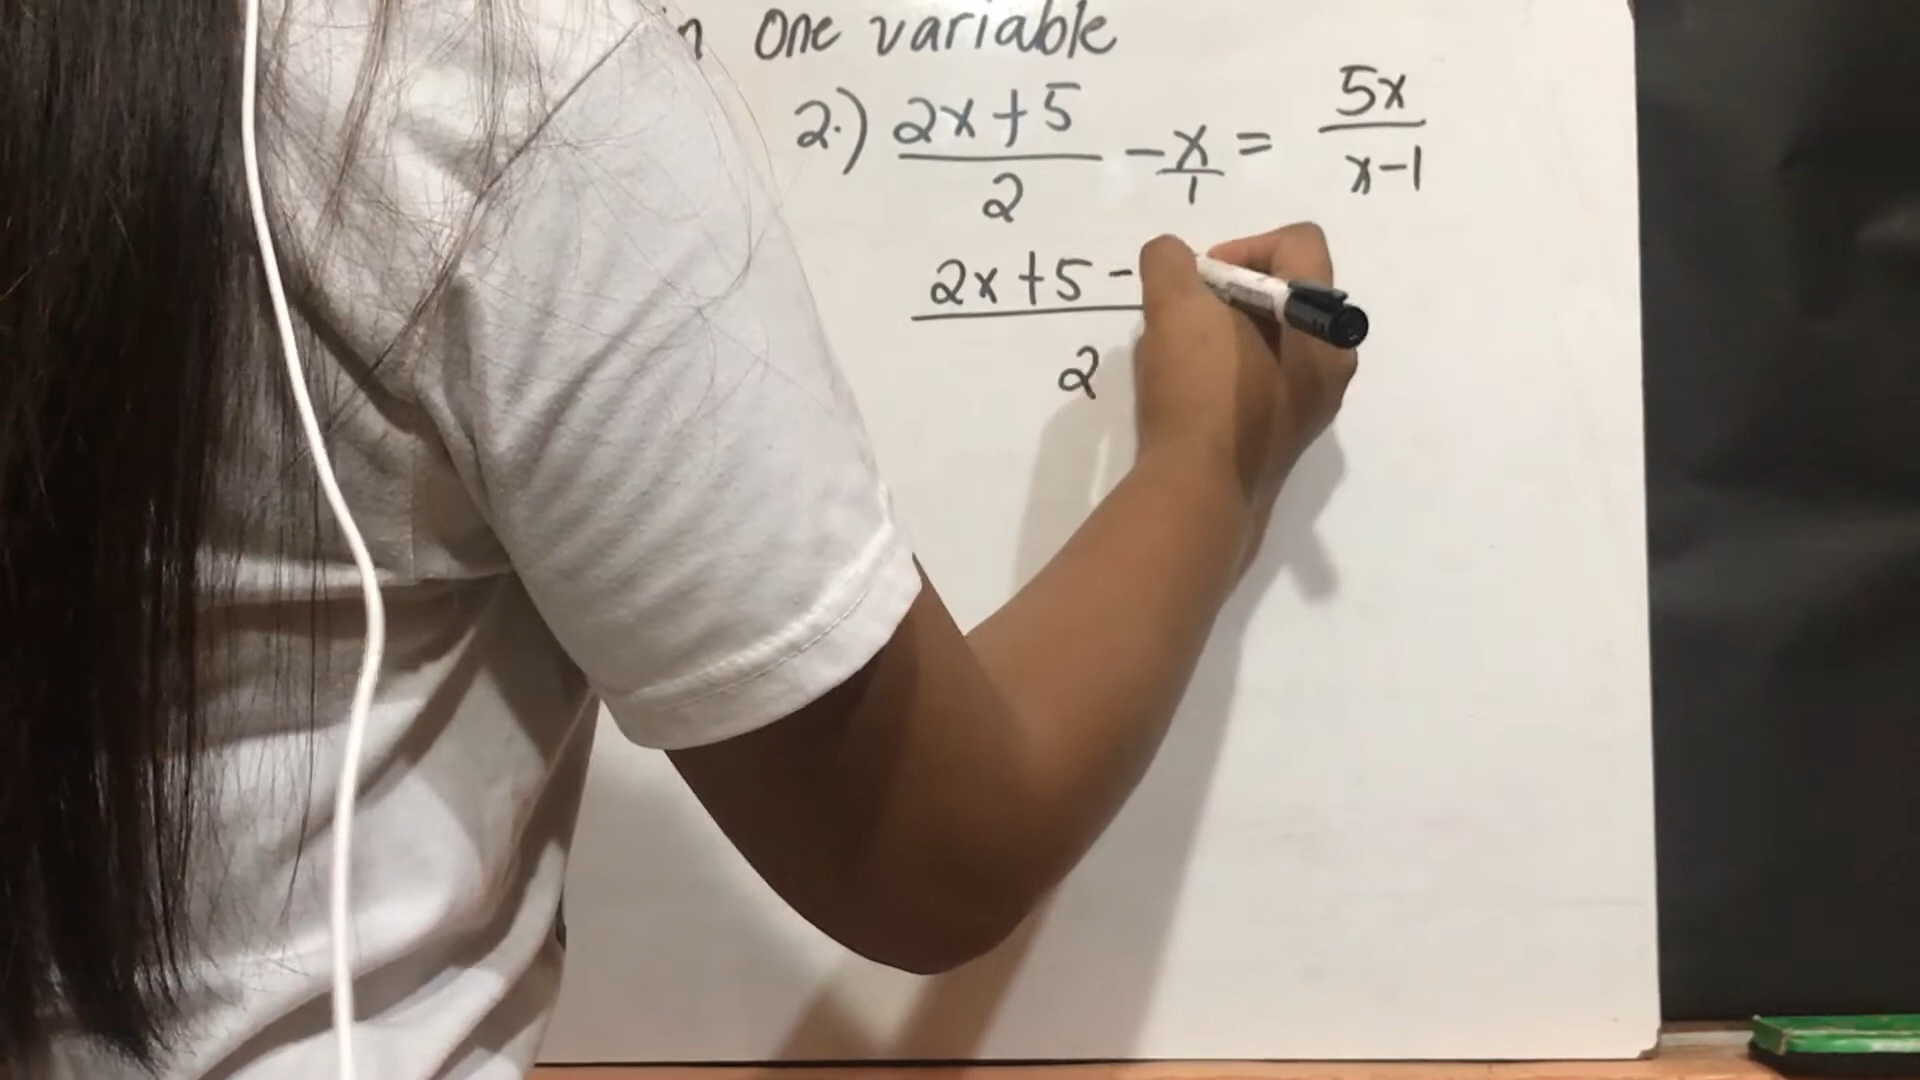 one variable
2.) (2x+5)/2 - x/1 = 5x/(x-1)
(2x+5-)/2